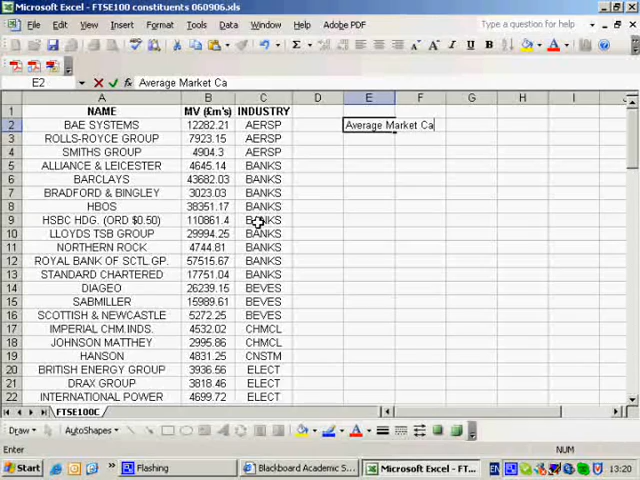 Microsoft Excel - FTSE100 constituents 060906.xls
File Edit View Insert Format Tools Data Window Help Adobe PDF Type a question for help
E2 Average Market Ca
A B C D E F G H I
1 NAME MV (£m's) INDUSTRY
2 BAE SYSTEMS 12282.21 AERSP Average Market Ca
3 ROLLS-ROYCE GROUP 7923.15 AERSP
4 SMITHS GROUP 4904.3 AERSP
5 ALLIANCE & LEICESTER 4645.14 BANKS
6 BARCLAYS 43682.03 BANKS
7 BRADFORD & BINGLEY 3023.03 BANKS
8 HBOS 38351.17 BANKS
9 HSBC HDG. (ORD $0.50) 110861.4 BANKS
10 LLOYDS TSB GROUP 29994.25 BANKS
11 NORTHERN ROCK 4744.81 BANKS
12 ROYAL BANK OF SCTL GP. 57515.67 BANKS
13 STANDARD CHARTERED 17751.04 BANKS
14 DIAGEO 26239.15 BEVES
15 SABMILLER 15989.61 BEVES
16 SCOTTISH & NEWCASTLE 5272.25 BEVES
17 IMPERIAL CHM.INDS. 4532.02 CHMCL
18 JOHNSON MATTHEY 2995.86 CHMCL
19 HANSON 4831.25 CNSTM
20 BRITISH ENERGY GROUP 3936.56 ELECT
21 DRAX GROUP 3818.46 ELECT
22 INTERNATIONAL POWER 4699.72 ELECT
FTSE100C
Draw AutoShapes
Enter NUM
Start Flashing Blackboard Academic S... Microsoft Excel - FT... EN 13:20